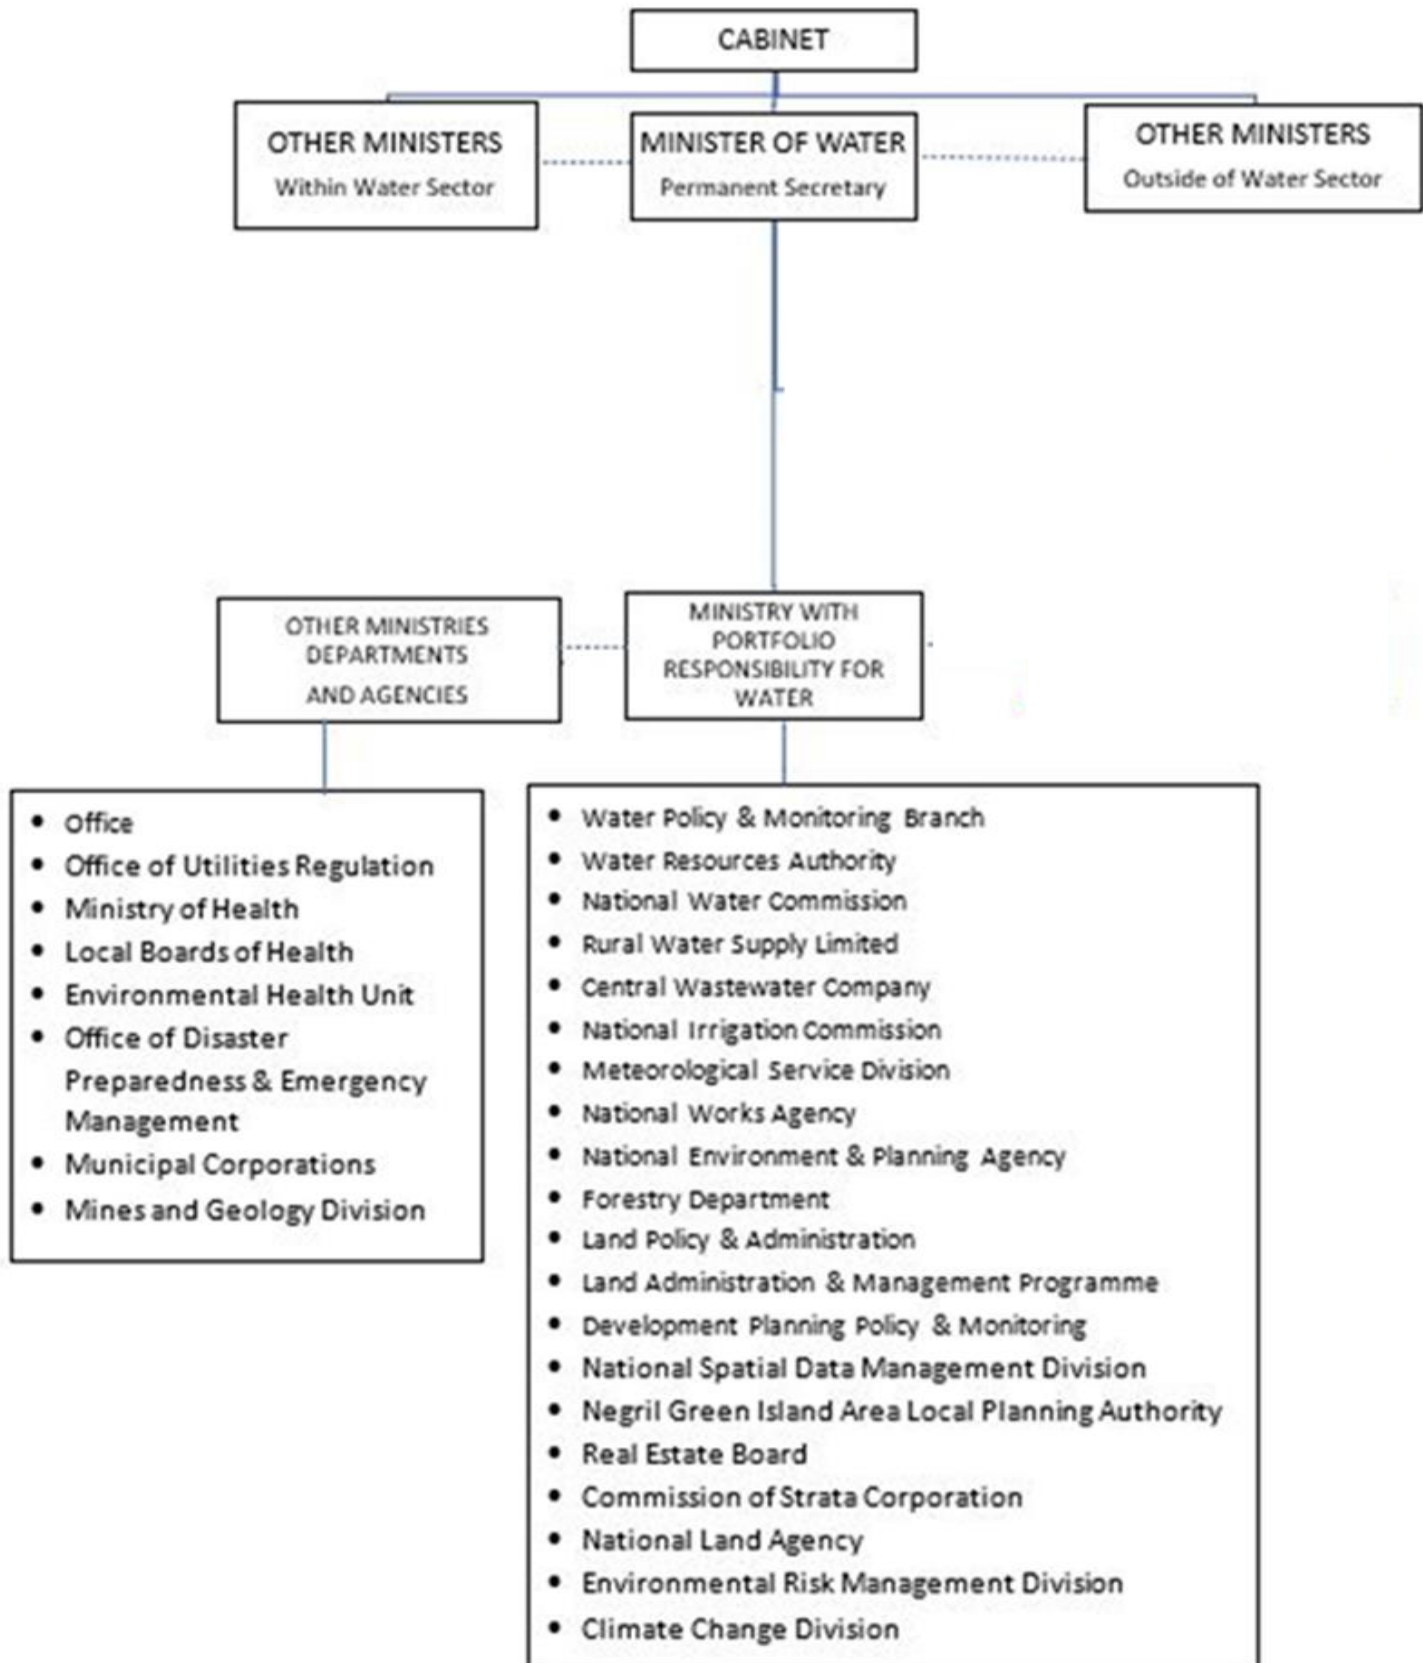 CABINET
OTHER MINISTERS
Within Water Sector
MINISTER OF WATER
Permanent Secretary
OTHER MINISTERS
Outside of Water Sector
OTHER MINISTRIES
DEPARTMENTS
AND AGENCIES
MINISTRY WITH
PORTFOLIO
RESPONSIBILITY FOR
WATER
• Office
• Office of Utilities Regulation
• Ministry of Health
• Local Boards of Health
• Environmental Health Unit
• Office of Disaster
Preparedness & Emergency
Management
• Municipal Corporations
• Mines and Geology Division
• Water Policy & Monitoring Branch
• Water Resources Authority
• National Water Commission
• Rural Water Supply Limited
• Central Wastewater Company
• National Irrigation Commission
• Meteorological Service Division
• National Works Agency
• National Environment & Planning Agency
• Forestry Department
• Land Policy & Administration
• Land Administration & Management Programme
• Development Planning Policy & Monitoring
• National Spatial Data Management Division
• Negril Green Island Area Local Planning Authority
• Real Estate Board
• Commission of Strata Corporation
• National Land Agency
• Environmental Risk Management Division
• Climate Change Division